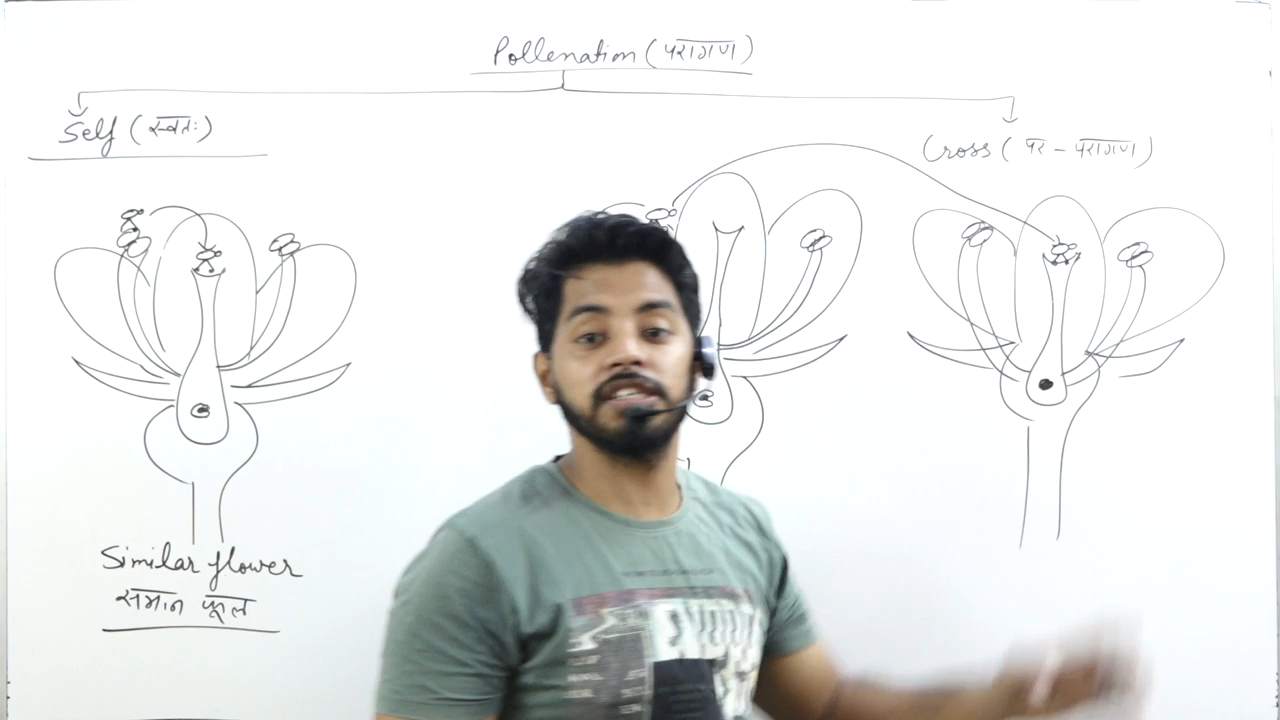 Pollenation (परागण)
Self (स्वतः)
Cross (पर - परागण)
Similar flower
समान फूल